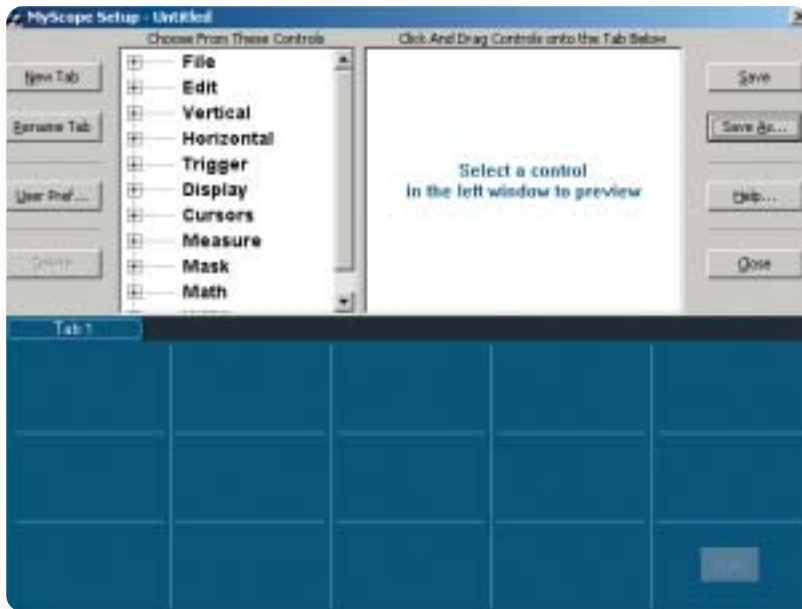 MyScope Setup - Untitled
Choose From These Controls
Click And Drag Controls onto the Tab Below
New Tab
Rename Tab
User Pref...
Delete
File
Edit
Vertical
Horizontal
Trigger
Display
Cursors
Measure
Mask
Math
Select a control
in the left window to preview
Save
Save As...
Help...
Close
Tab 1